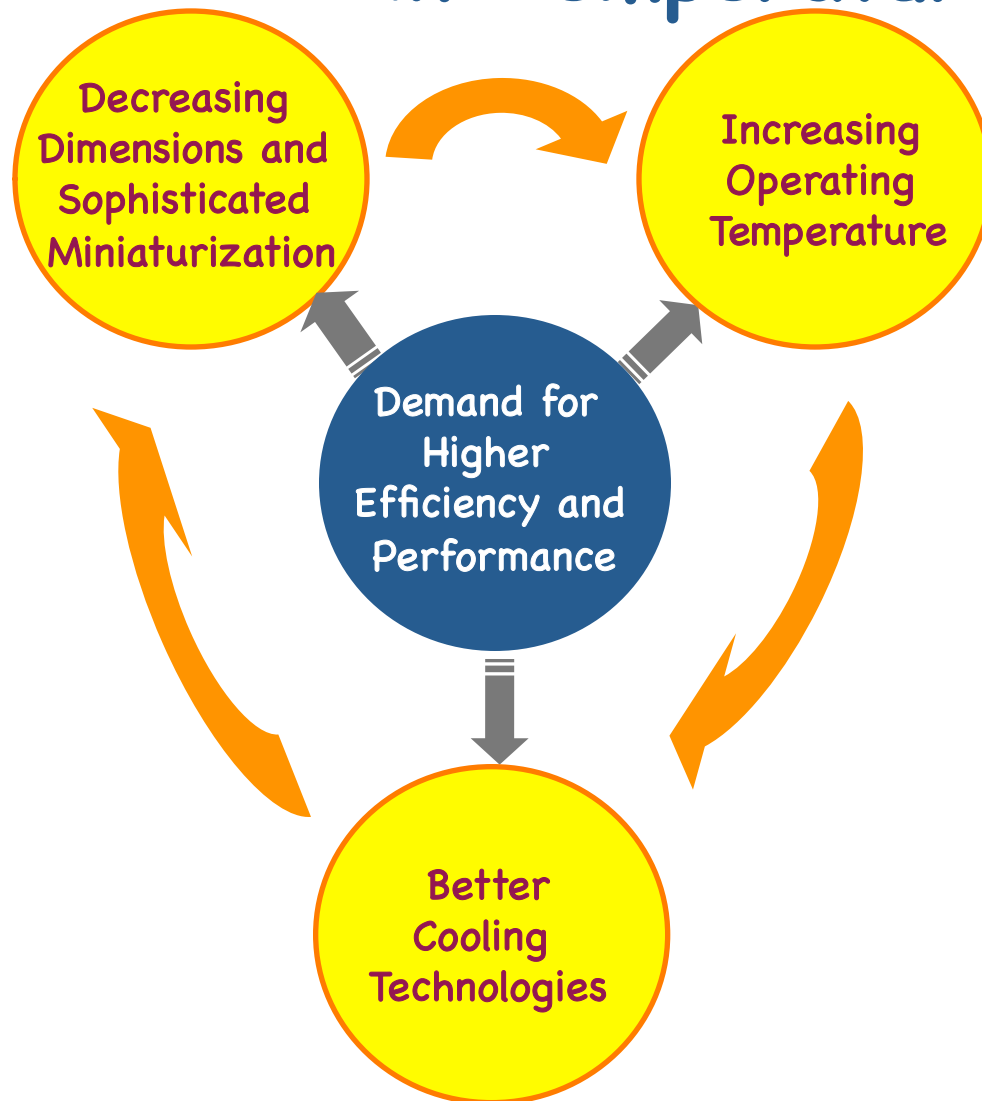 Decreasing
Dimensions and
Sophisticated
Miniaturization
Increasing
Operating
Temperature
Demand for
Higher
Efficiency and
Performance
Better
Cooling
Technologies